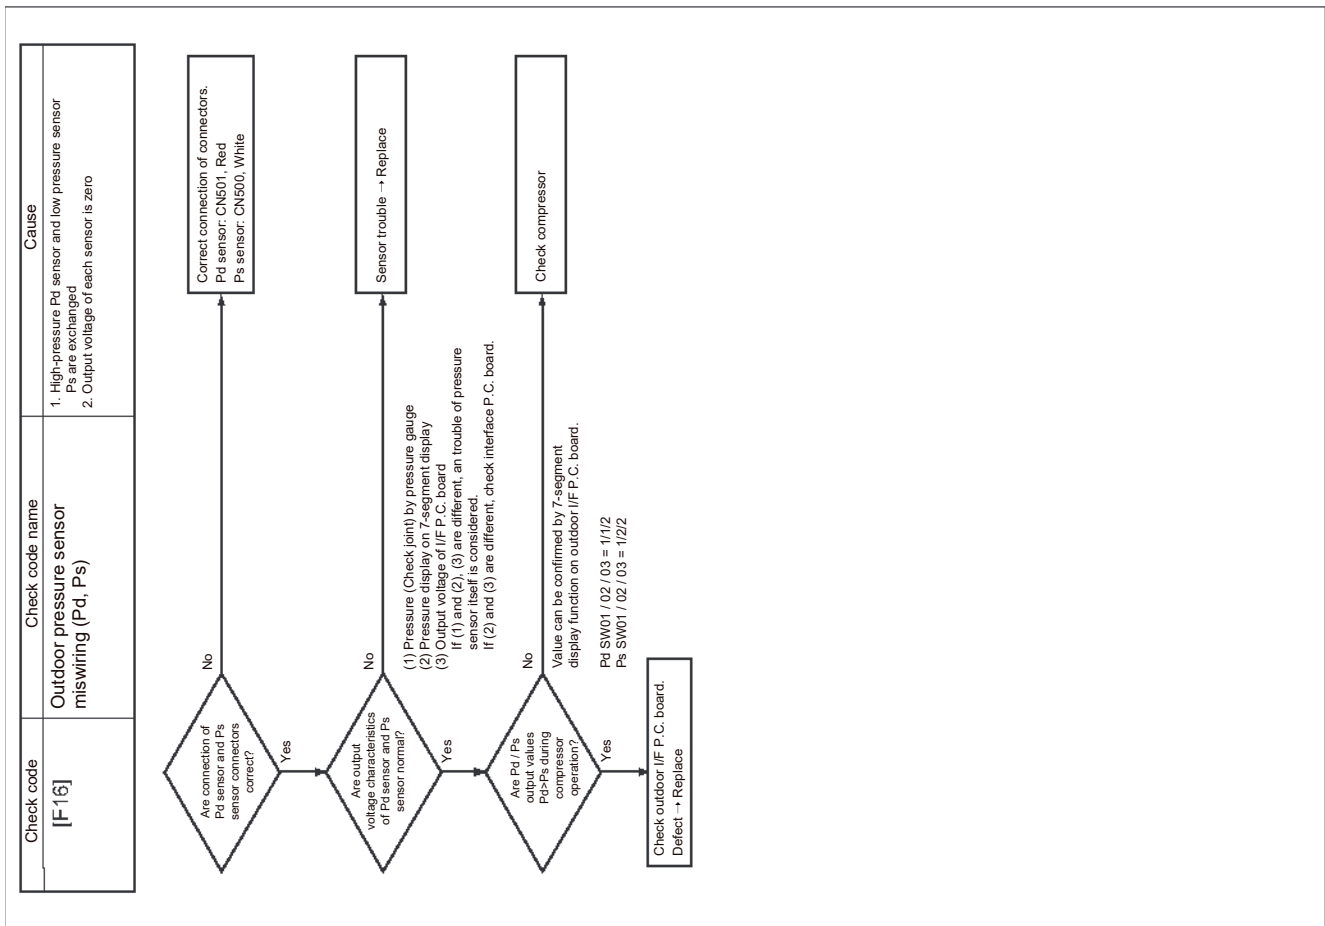 Check code
Check code name
Cause
[F16]
Outdoor pressure sensor
miswiring (Pd, Ps)
1. High-pressure Pd sensor and low pressure sensor
Ps are exchanged
2. Output voltage of each sensor is zero
Are connection of
Pd sensor and Ps
sensor connectors
correct?
No
Correct connection of connectors.
Pd sensor: CN501, Red
Ps sensor: CN500, White
Yes
Are output
voltage characteristics
of Pd sensor and Ps
sensor normal?
No
Sensor trouble → Replace
(1) Pressure (Check joint) by pressure gauge
(2) Pressure display on 7-segment display
(3) Output voltage of I/F P.C. board
If (1) and (2), (3) are different, an trouble of pressure
sensor itself is considered.
If (2) and (3) are different, check interface P.C. board.
Yes
Are Pd / Ps
output values
Pd>Ps during
compressor
operation?
No
Check compressor
Value can be confirmed by 7-segment
display function on outdoor I/F P.C. board.
Pd SW01 / 02 / 03 = 1/1/2
Ps SW01 / 02 / 03 = 1/2/2
Yes
Check outdoor I/F P.C. board.
Defect → Replace